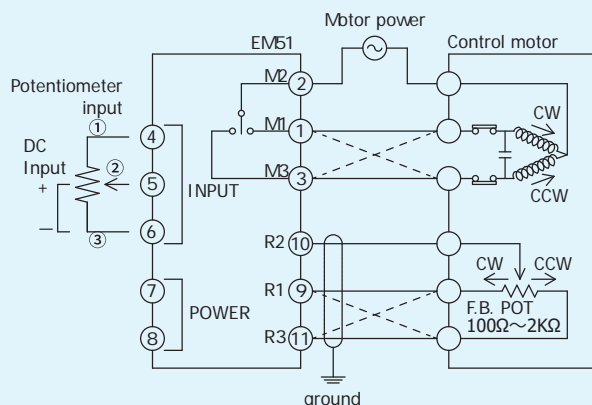 Motor power
EM51
Control motor
M2
2
Potentiometer
input
M1
1
CW
①
4
DC
Input
②
+
5
INPUT
M3
3
CCW
−
③
6
R2
10
CW
CCW
7
POWER
R1
9
F.B. POT
100Ω～2KΩ
8
R3
11
ground